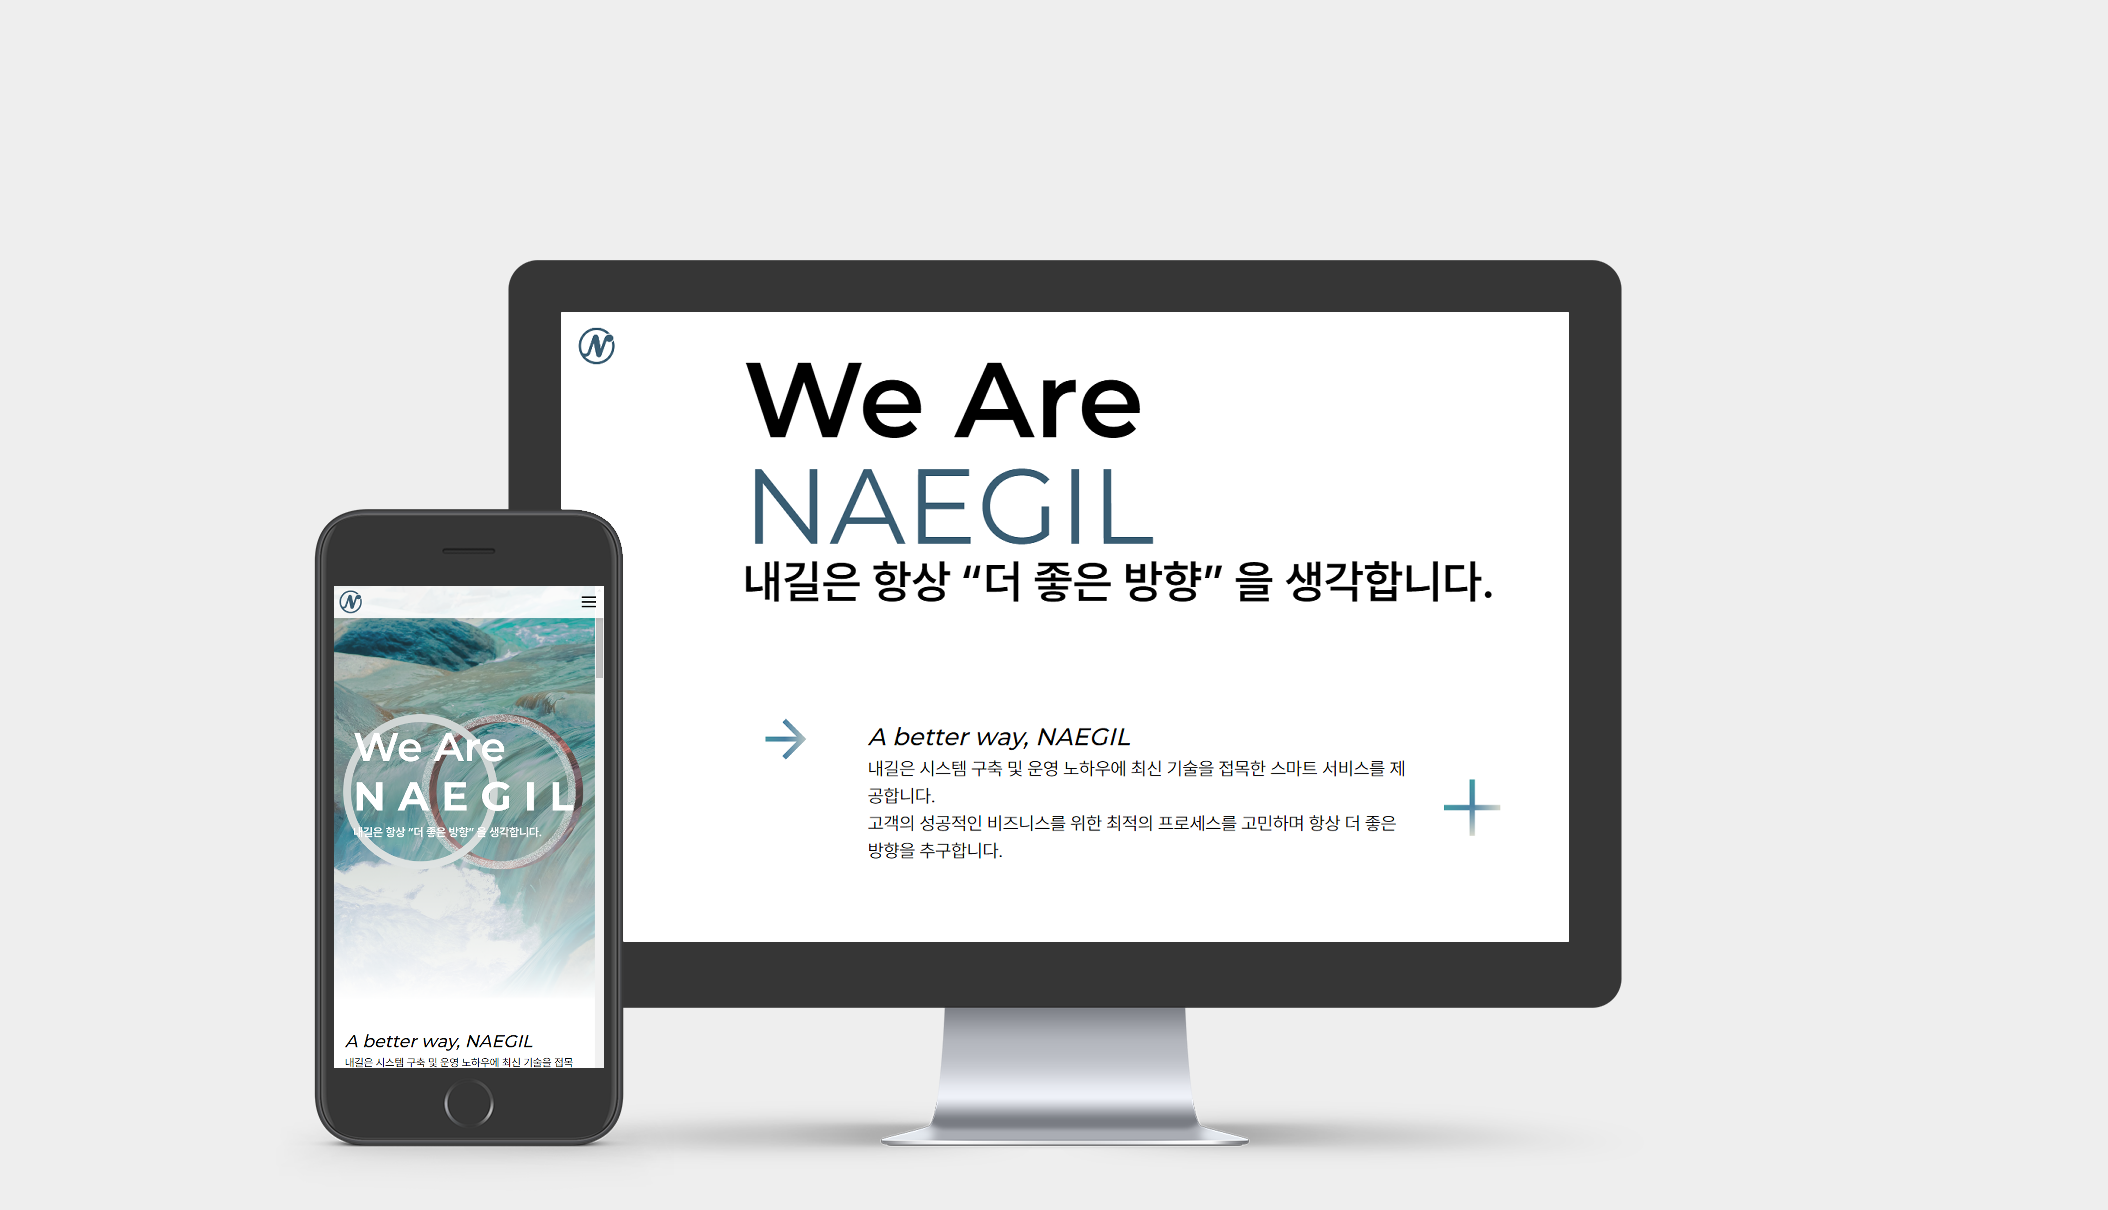 N
We Are
NAEGIL
내길은 항상 “더 좋은 방향” 을 생각합니다.
A better way, NAEGIL
내길은 시스템 구축 및 운영 노하우에 최신 기술을 접목한 스마트 서비스를 제
공합니다.
고객의 성공적인 비즈니스를 위한 최적의 프로세스를 고민하며 항상 더 좋은
방향을 추구합니다.
N
We Are
NAEGIL
내길은 항상 “더 좋은 방향” 을 생각합니다.
A better way, NAEGIL
내길은 시스템 구축 및 운영 노하우에 최신 기술을 접목